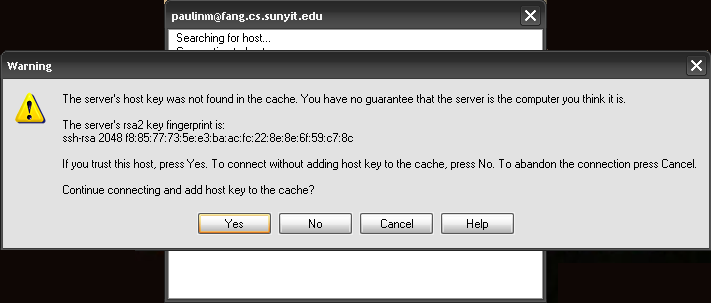 paulinm@fang.cs.sunyit.edu
Searching for host...
Warning
The server's host key was not found in the cache. You have no guarantee that the server is the computer you think it is.
The server's rsa2 key fingerprint is:
ssh-rsa 2048 f8:85:77:73:5e:e3:ba:ac:fc:22:8e:8e:6f:59:c7:8c
If you trust this host, press Yes. To connect without adding host key to the cache, press No. To abandon the connection press Cancel.
Continue connecting and add host key to the cache?
Yes
No
Cancel
Help